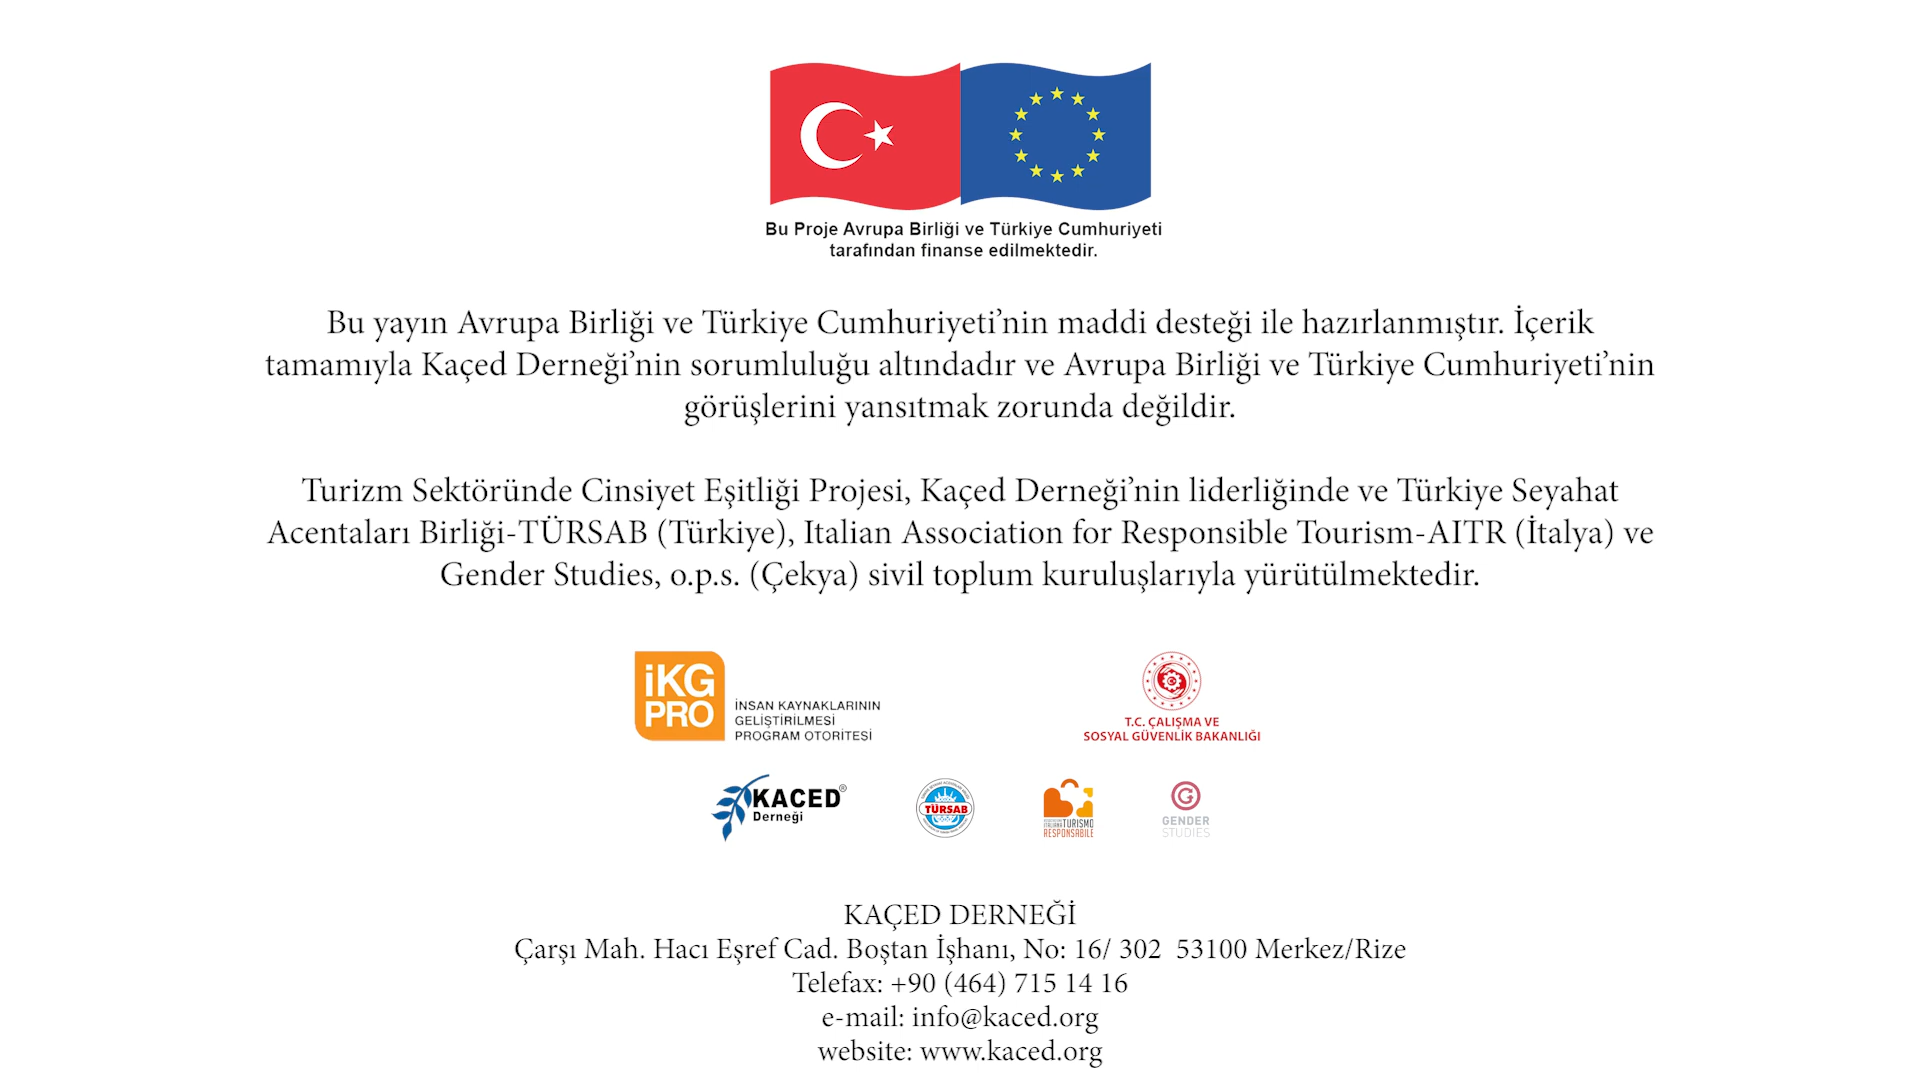 Bu Proje Avrupa Birliği ve Türkiye Cumhuriyeti
tarafından finanse edilmektedir.
Bu yayın Avrupa Birliği ve Türkiye Cumhuriyeti’nin maddi desteği ile hazırlanmıştır. İçerik
tamamıyla Kaçed Derneği’nin sorumluluğu altındadır ve Avrupa Birliği ve Türkiye Cumhuriyeti’nin
görüşlerini yansıtmak zorunda değildir.
Turizm Sektöründe Cinsiyet Eşitliği Projesi, Kaçed Derneği’nin liderliğinde ve Türkiye Seyahat
Acentaları Birliği-TÜRSAB (Türkiye), Italian Association for Responsible Tourism-AITR (İtalya) ve
Gender Studies, o.p.s. (Çekya) sivil toplum kuruluşlarıyla yürütülmektedir.
iKG
PRO
İNSAN KAYNAKLARININ
GELİŞTİRİLMESİ
PROGRAM OTORİTESİ
T.C. ÇALIŞMA VE
SOSYAL GÜVENLİK BAKANLIĞI
KACED®
Derneği
TÜRSAB
ITALIANA TURISMO
RESPONSABILE
GENDER
STUDIES
KAÇED DERNEĞİ
Çarşı Mah. Hacı Eşref Cad. Boştan İşhanı, No: 16/ 302 53100 Merkez/Rize
Telefax: +90 (464) 715 14 16
e-mail: info@kaced.org
website: www.kaced.org